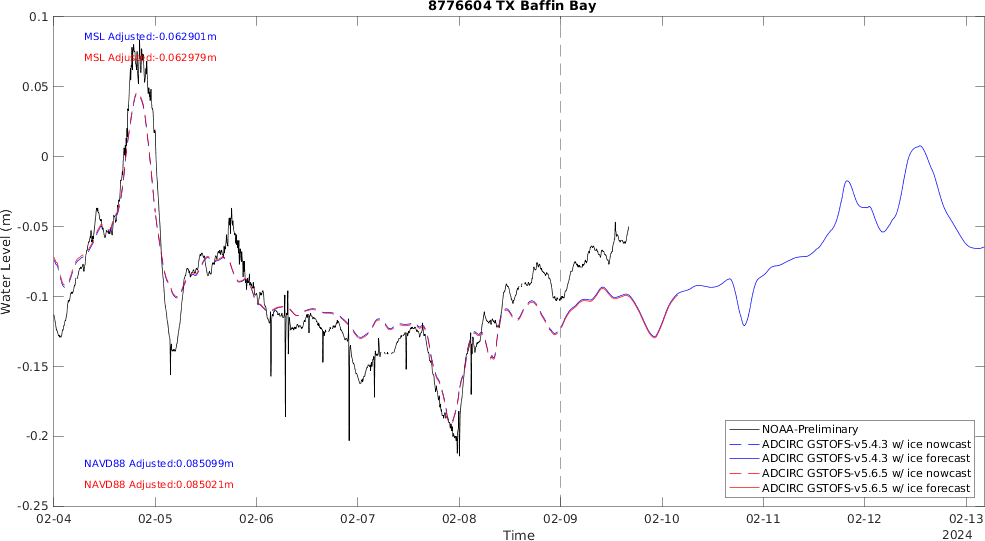 8776604 TX Baffin Bay
MSL Adjusted:-0.062901m
MSL Adjusted:-0.062979m
0.1
0.05
0
-0.05
-0.1
-0.15
-0.2
-0.25
Water Level (m)
NAVD88 Adjusted:0.085099m
NAVD88 Adjusted:0.085021m
NOAA-Preliminary
ADCIRC GSTOFS-v5.4.3 w/ ice nowcast
ADCIRC GSTOFS-v5.4.3 w/ ice forecast
ADCIRC GSTOFS-v5.6.5 w/ ice nowcast
ADCIRC GSTOFS-v5.6.5 w/ ice forecast
02-04 02-05 02-06 02-07 02-08 02-09 02-10 02-11 02-12 02-13
Time
2024